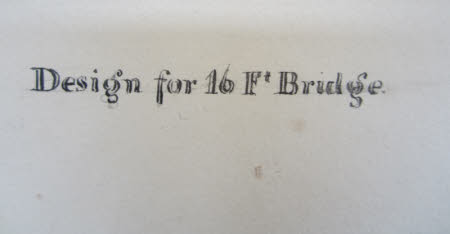 Design for 16 Ft Bridge.